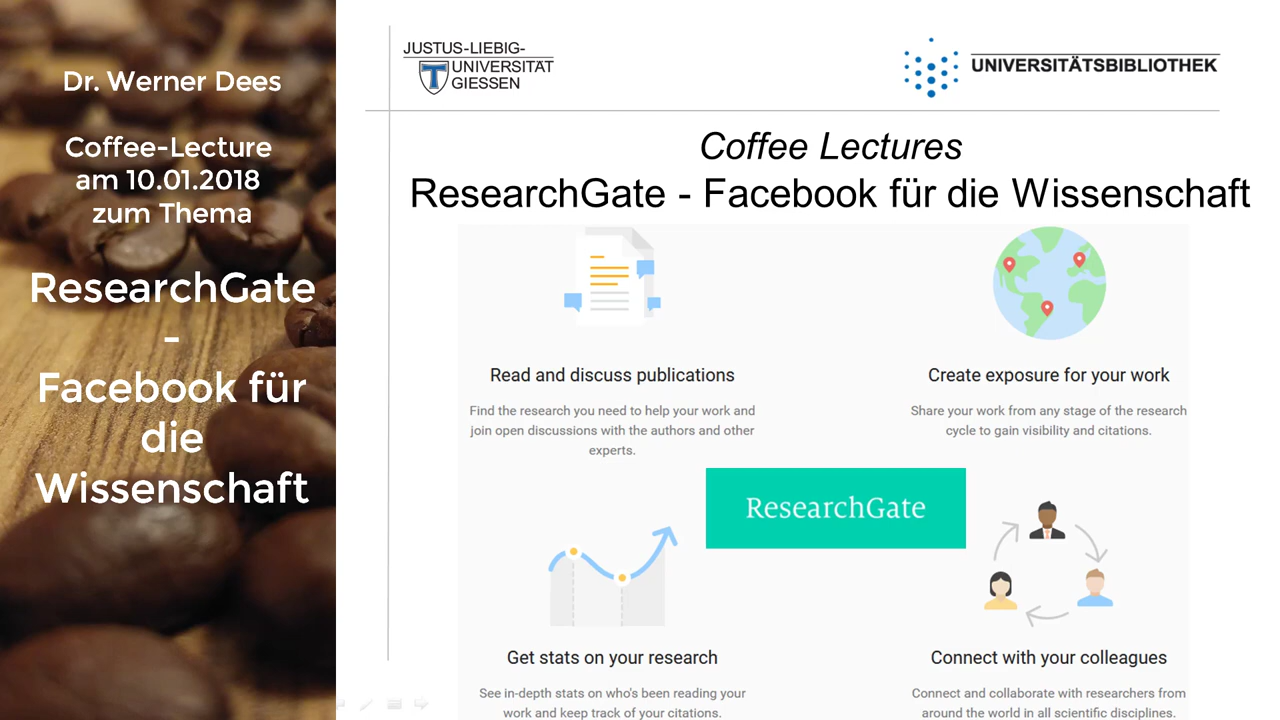 Dr. Werner Dees
Coffee-Lecture
am 10.01.2018
zum Thema
ResearchGate
-
Facebook für
die
Wissenschaft
JUSTUS-LIEBIG-
UNIVERSITÄT
GIESSEN
UNIVERSITÄTSBIBLIOTHEK
Coffee Lectures
ResearchGate - Facebook für die Wissenschaft
Read and discuss publications
Find the research you need to help your work and
join open discussions with the authors and other
experts.
Create exposure for your work
Share your work from any stage of the research
cycle to gain visibility and citations.
ResearchGate
Get stats on your research
See in-depth stats on who's been reading your
work and keep track of your citations.
Connect with your colleagues
Connect and collaborate with researchers from
around the world in all scientific disciplines.